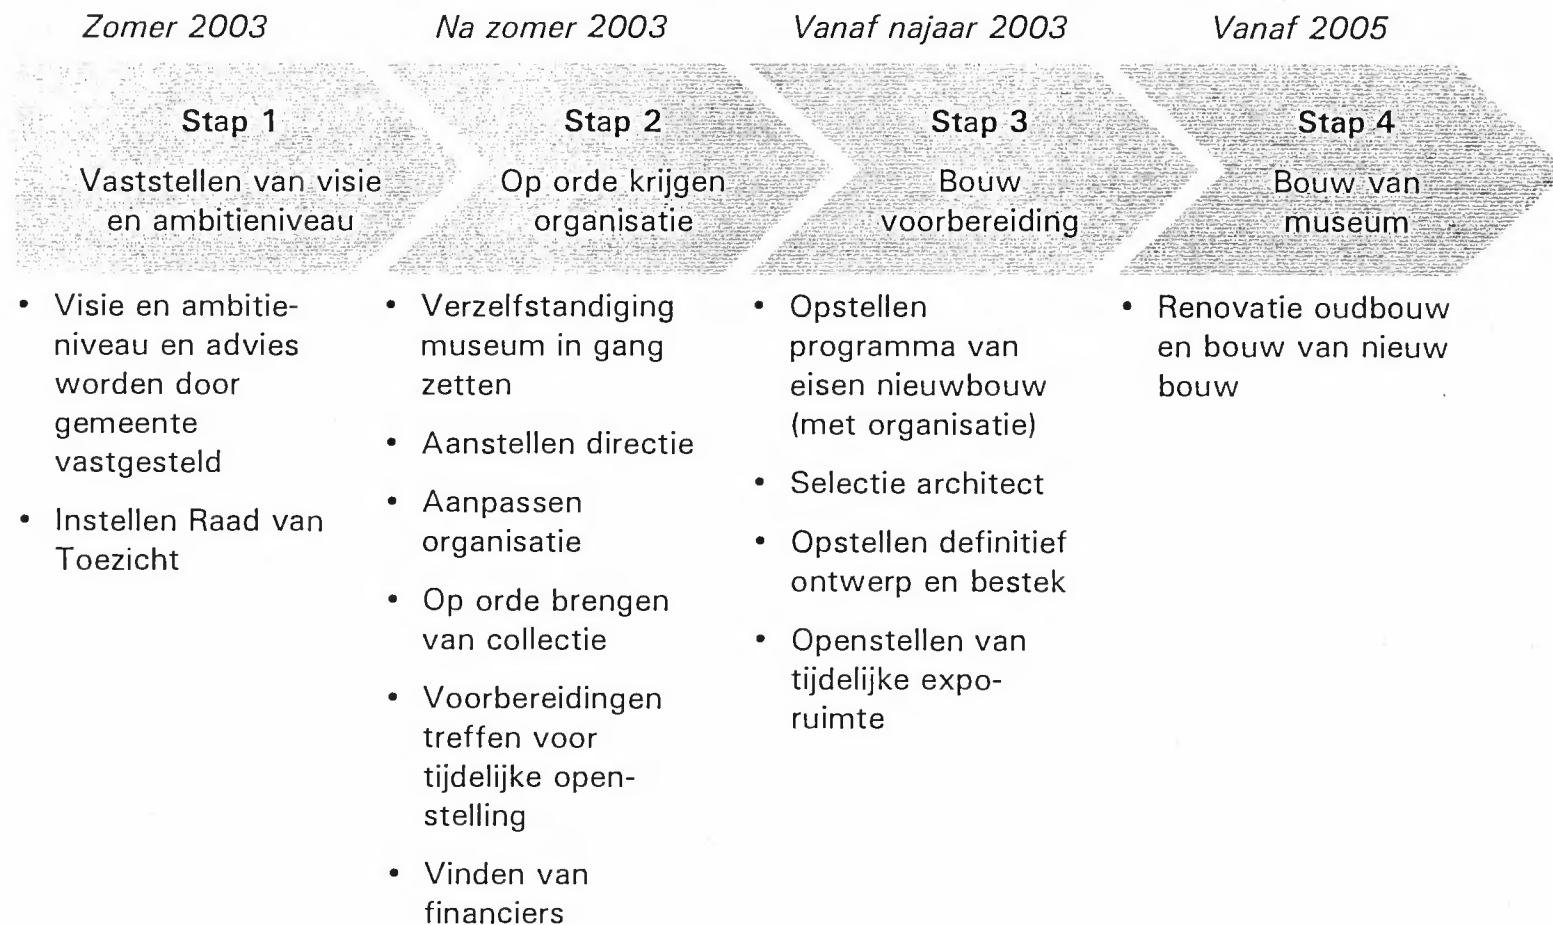 Zomer 2003
Na zomer 2003
Vanaf najaar 2003
Vanaf 2005
Stap 1
Vaststellen van visie
en ambitieniveau
Stap 2
Op orde krijgen
organisatie
Stap 3
Bouw
voorbereiding
Stap 4
Bouw van
museum
• Visie en ambitie-
niveau en advies
worden door
gemeente
vastgesteld
• Instellen Raad van
Toezicht
• Verzelfstandiging
museum in gang
zetten
• Aanstellen directie
• Aanpassen
organisatie
• Op orde brengen
van collectie
• Voorbereidingen
treffen voor
tijdelijke open-
stelling
• Vinden van
financiers
• Opstellen
programma van
eisen nieuwbouw
(met organisatie)
• Selectie architect
• Opstellen definitief
ontwerp en bestek
• Openstellen van
tijdelijke expo-
ruimte
• Renovatie oudbouw
en bouw van nieuw
bouw